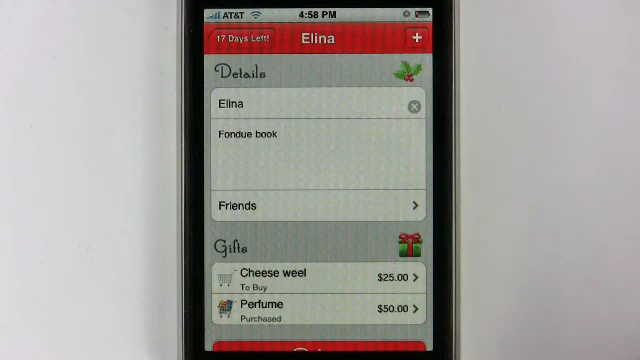 AT&T 4:58 PM
17 Days Left! Elina +
Details
Elina
Fondue book
Friends
Gifts
Cheese weel $25.00
To Buy
Perfume $50.00
Purchased